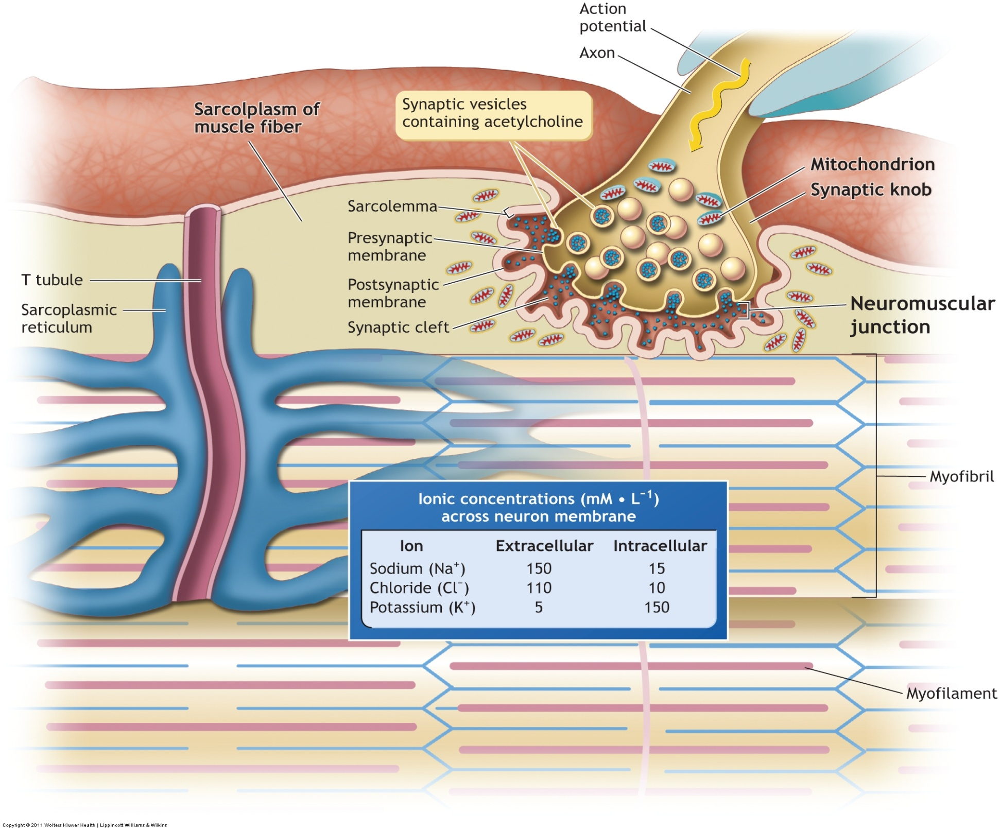 Action
potential
Axon
Sarcolplasm of
muscle fiber
Synaptic vesicles
containing acetylcholine
Mitochondrion
Synaptic knob
Sarcolemma
Presynaptic
membrane
Postsynaptic
membrane
Synaptic cleft
T tubule
Sarcoplasmic
reticulum
Neuromuscular
junction
Myofibril
Ionic concentrations (mM • L⁻¹)
across neuron membrane
Ion Extracellular Intracellular
Sodium (Na⁺) 150 15
Chloride (Cl⁻) 110 10
Potassium (K⁺) 5 150
Myofilament
Copyright © 2011 Wolters Kluwer Health | Lippincott Williams & Wilkins